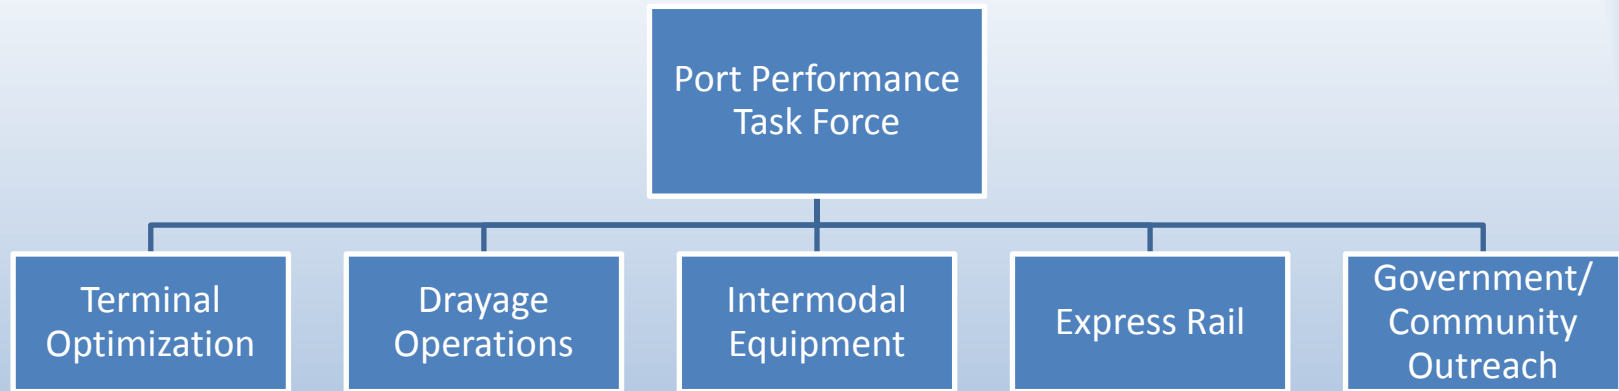 Port Performance
Task Force
Terminal
Optimization
Drayage
Operations
Intermodal
Equipment
Express Rail
Government/
Community
Outreach